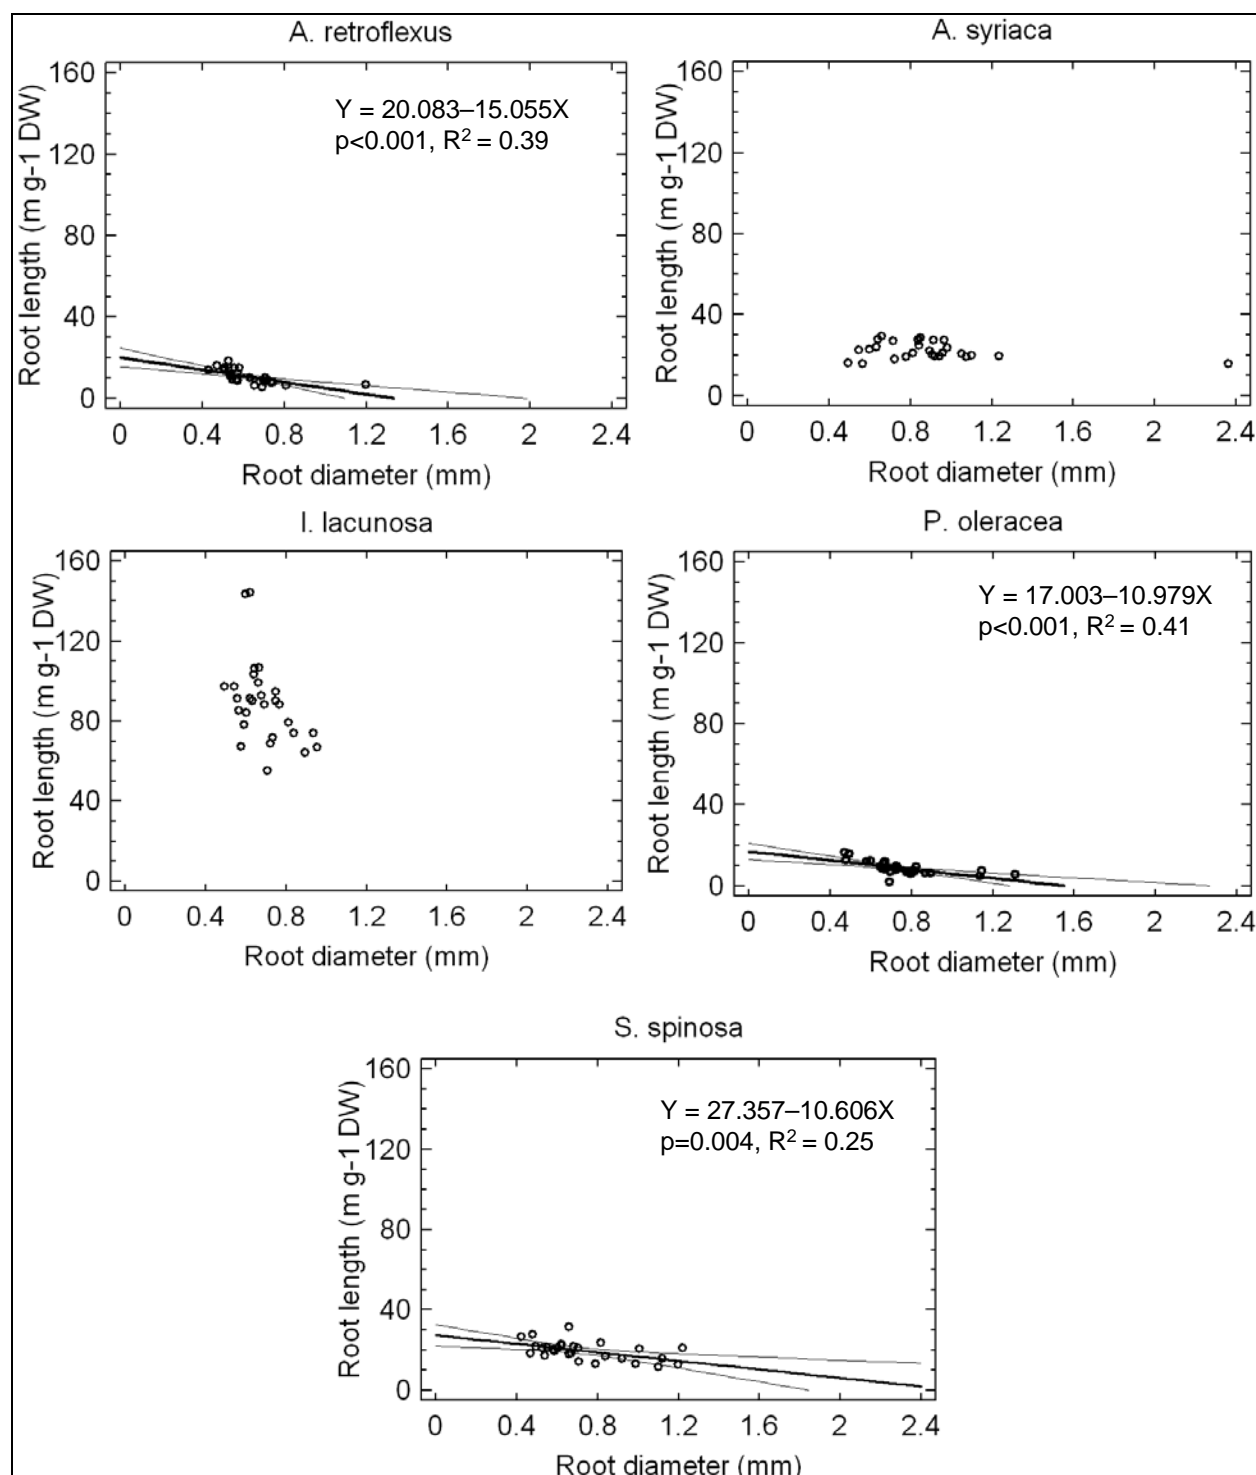 A. retroflexus
Root length (m g-1 DW)
160
120
80
40
0
Y = 20.083–15.055X
p<0.001, R² = 0.39
0 0.4 0.8 1.2 1.6 2 2.4
Root diameter (mm)
A. syriaca
Root length (m g-1 DW)
160
120
80
40
0
0 0.4 0.8 1.2 1.6 2 2.4
Root diameter (mm)
I. lacunosa
Root length (m g-1 DW)
160
120
80
40
0
0 0.4 0.8 1.2 1.6 2 2.4
Root diameter (mm)
P. oleracea
Root length (m g-1 DW)
160
120
80
40
0
Y = 17.003–10.979X
p<0.001, R² = 0.41
0 0.4 0.8 1.2 1.6 2 2.4
Root diameter (mm)
S. spinosa
Root length (m g-1 DW)
160
120
80
40
0
Y = 27.357–10.606X
p=0.004, R² = 0.25
0 0.4 0.8 1.2 1.6 2 2.4
Root diameter (mm)